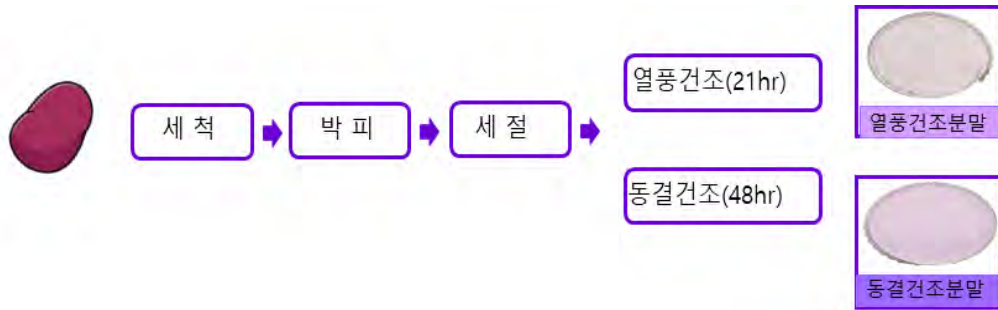 세 척
박 피
세 절
열풍건조(21hr)
열풍건조분말
동결건조(48hr)
동결건조분말